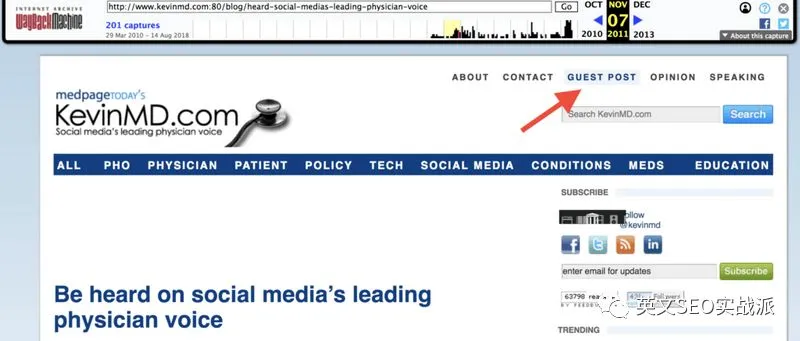 INTERNET ARCHIVE
WayBackMachine
http://www.kevinmd.com:80/blog/heard-social-medias-leading-physician-voice
Go
OCT NOV DEC
201 captures
07
29 Mar 2010 - 14 Aug 2018
2010 2011 2013
About this capture
ABOUT CONTACT GUEST POST OPINION SPEAKING
medpageTODAY'S
KevinMD.com
Social media's leading physician voice
Search KevinMD.com
Search
ALL PHO PHYSICIAN PATIENT POLICY TECH SOCIAL MEDIA CONDITIONS MEDS EDUCATION
SUBSCRIBE
follow
@kevinmd
enter email for updates
Subscribe
Be heard on social media's leading
physician voice
63798
followers
英文SEO实战派
TRENDING